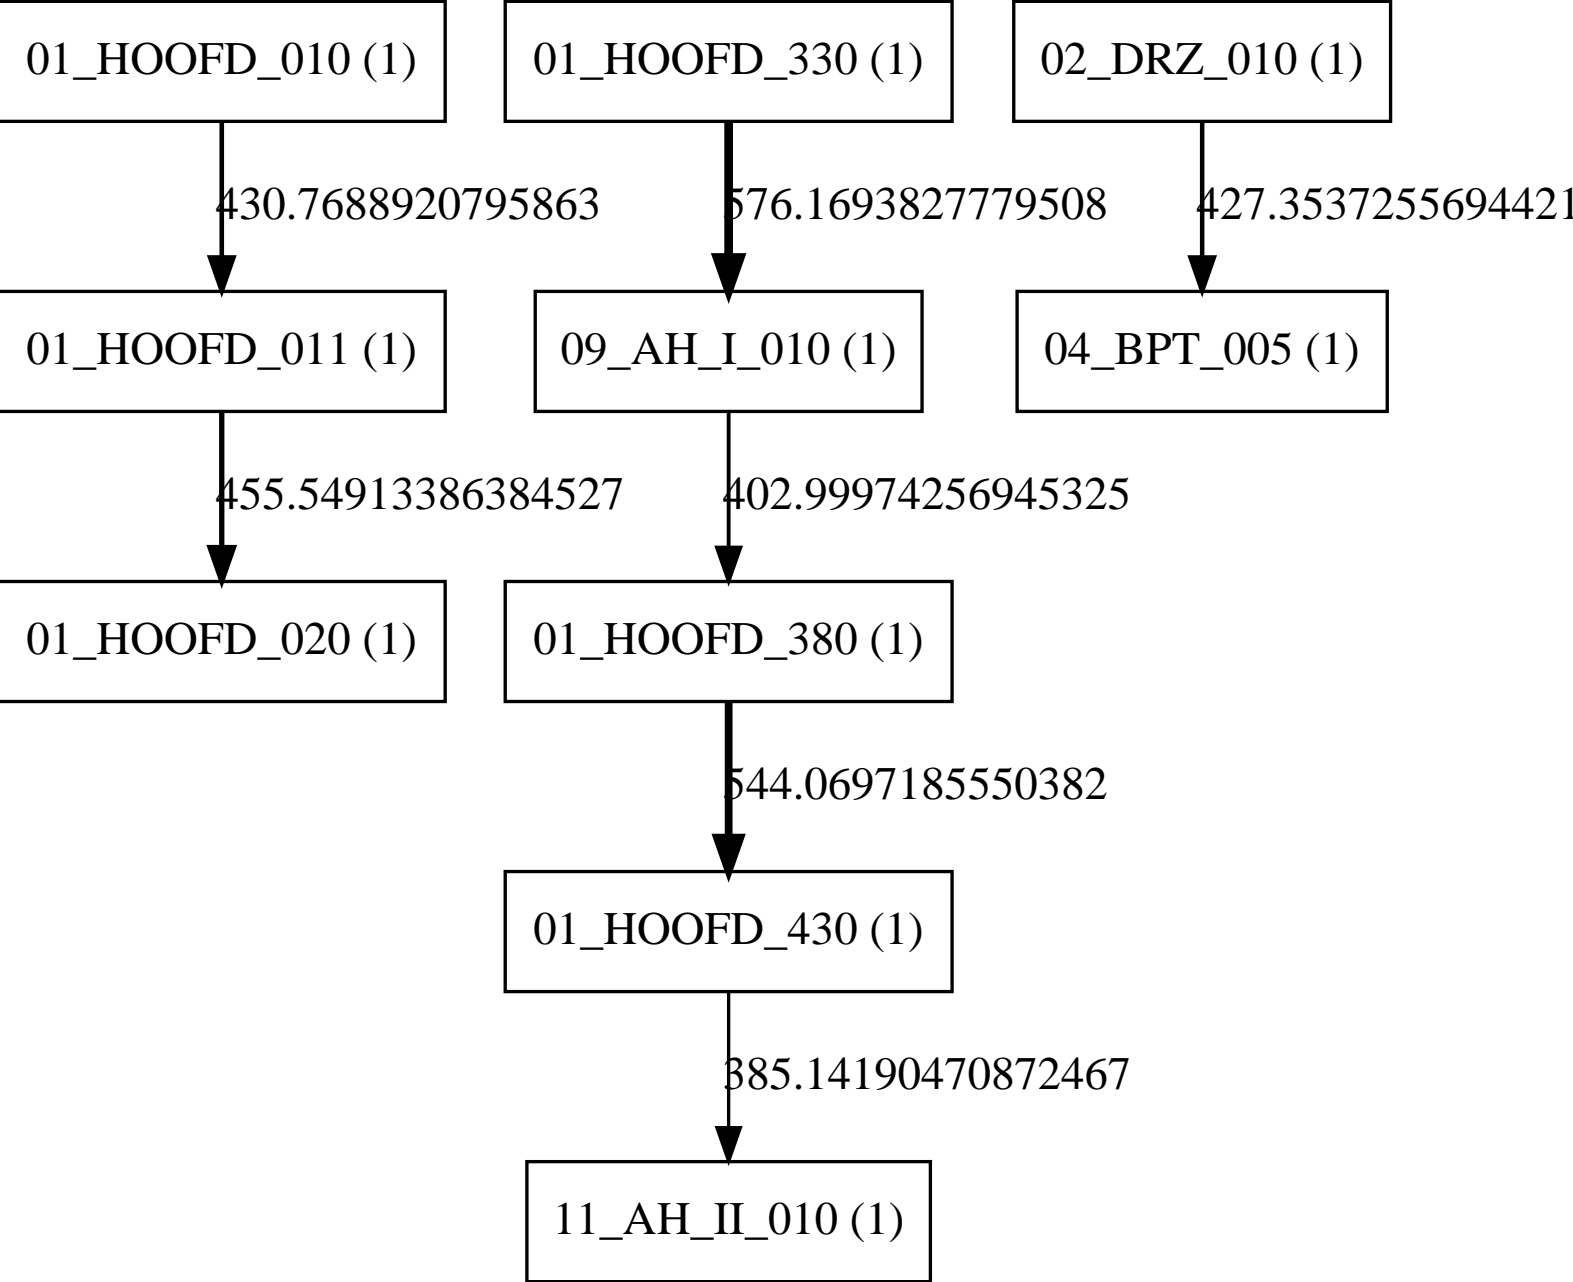 01_HOOFD_010 (1)
01_HOOFD_330 (1)
02_DRZ_010 (1)
430.7688920795863
576.1693827779508
427.3537255694421
01_HOOFD_011 (1)
09_AH_I_010 (1)
04_BPT_005 (1)
455.54913386384527
402.99974256945325
01_HOOFD_020 (1)
01_HOOFD_380 (1)
544.0697185550382
01_HOOFD_430 (1)
385.14190470872467
11_AH_II_010 (1)